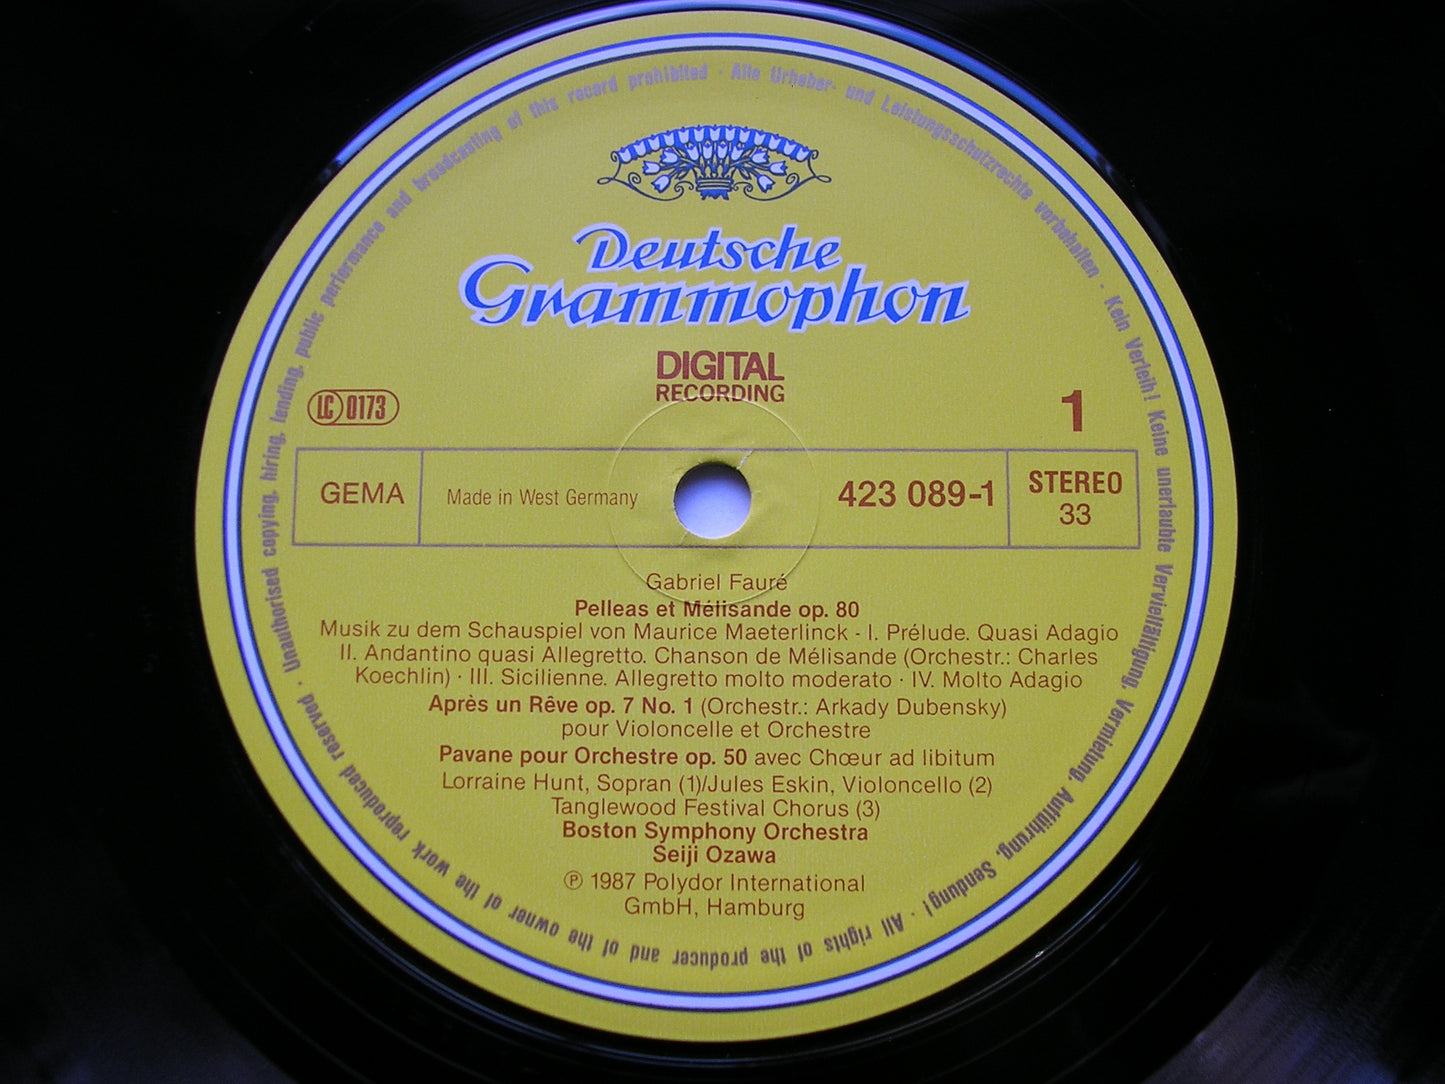 Deutsche
Grammophon
DIGITAL
RECORDING
LC 0173
1
GEMA
Made in West Germany
423 089-1
STEREO
33
Gabriel Fauré
Pelleas et Mélisande op. 80
Musik zu dem Schauspiel von Maurice Maeterlinck - I. Prélude. Quasi Adagio
II. Andantino quasi Allegretto. Chanson de Mélisande (Orchestr.: Charles
Koechlin) · III. Sicilienne. Allegretto molto moderato · IV. Molto Adagio
Après un Rêve op. 7 No. 1 (Orchestr.: Arkady Dubensky)
pour Violoncelle et Orchestre
Pavane pour Orchestre op. 50 avec Chœur ad libitum
Lorraine Hunt, Sopran (1)/Jules Eskin, Violoncello (2)
Tanglewood Festival Chorus (3)
Boston Symphony Orchestra
Seiji Ozawa
℗ 1987 Polydor International
GmbH, Hamburg
Alle Urheber- und Leistungsschutzrechte vorbehalten · Kein Verleih! Keine unerlaubte Vervielfältigung, Vermietung, Aufführung, Sendung! · All rights of the producer and of the owner of the work reproduced reserved · Unauthorised copying, hiring, lending, public performance and broadcasting of this record prohibited ·